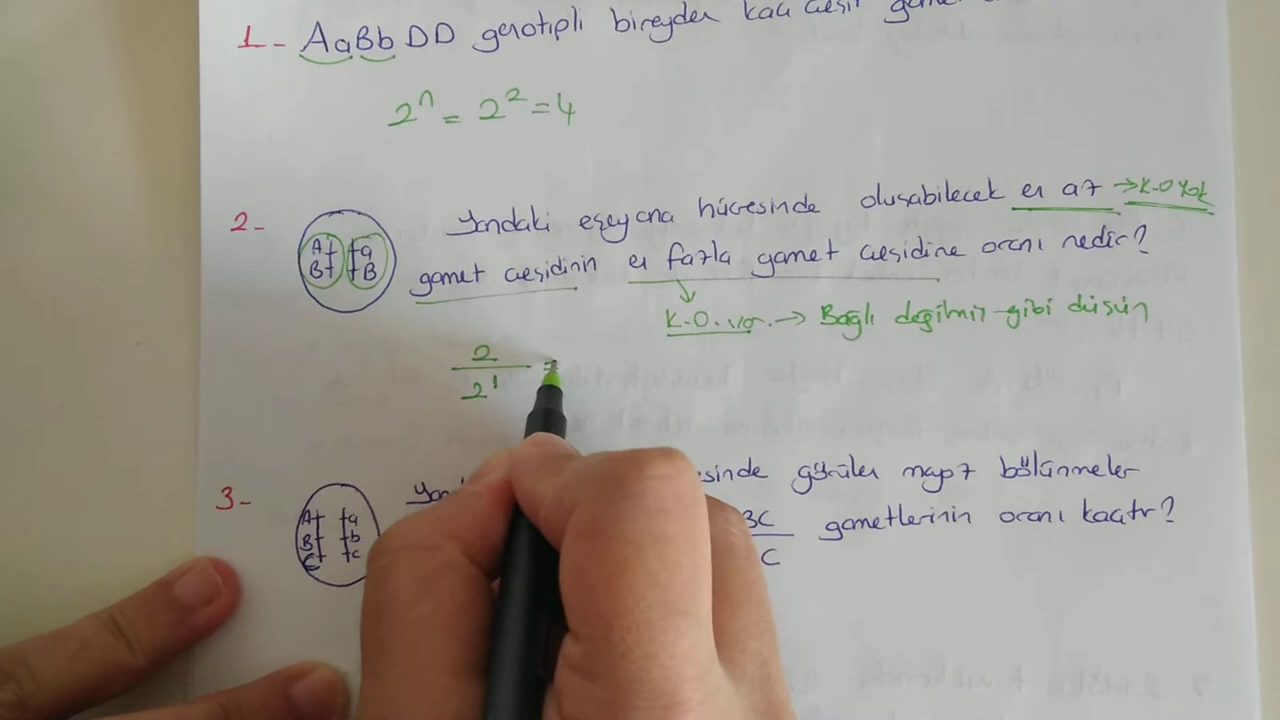 1- AaBbDD genotipli bireyden kaç çeşit
2ⁿ = 2² = 4
2- Yandaki eşey ana hücresinde oluşabilecek en az → K.O Yok
A a
B B
gamet çeşidinin en fazla gamet çeşidine oranı nedir?
K.O. var. → Bağlı değilmiş gibi düşün
2
2¹ =
3- sinde görülen mayoz bölünmeler
A a
B b
C c
BC gametlerinin oranı kaçtır?
C